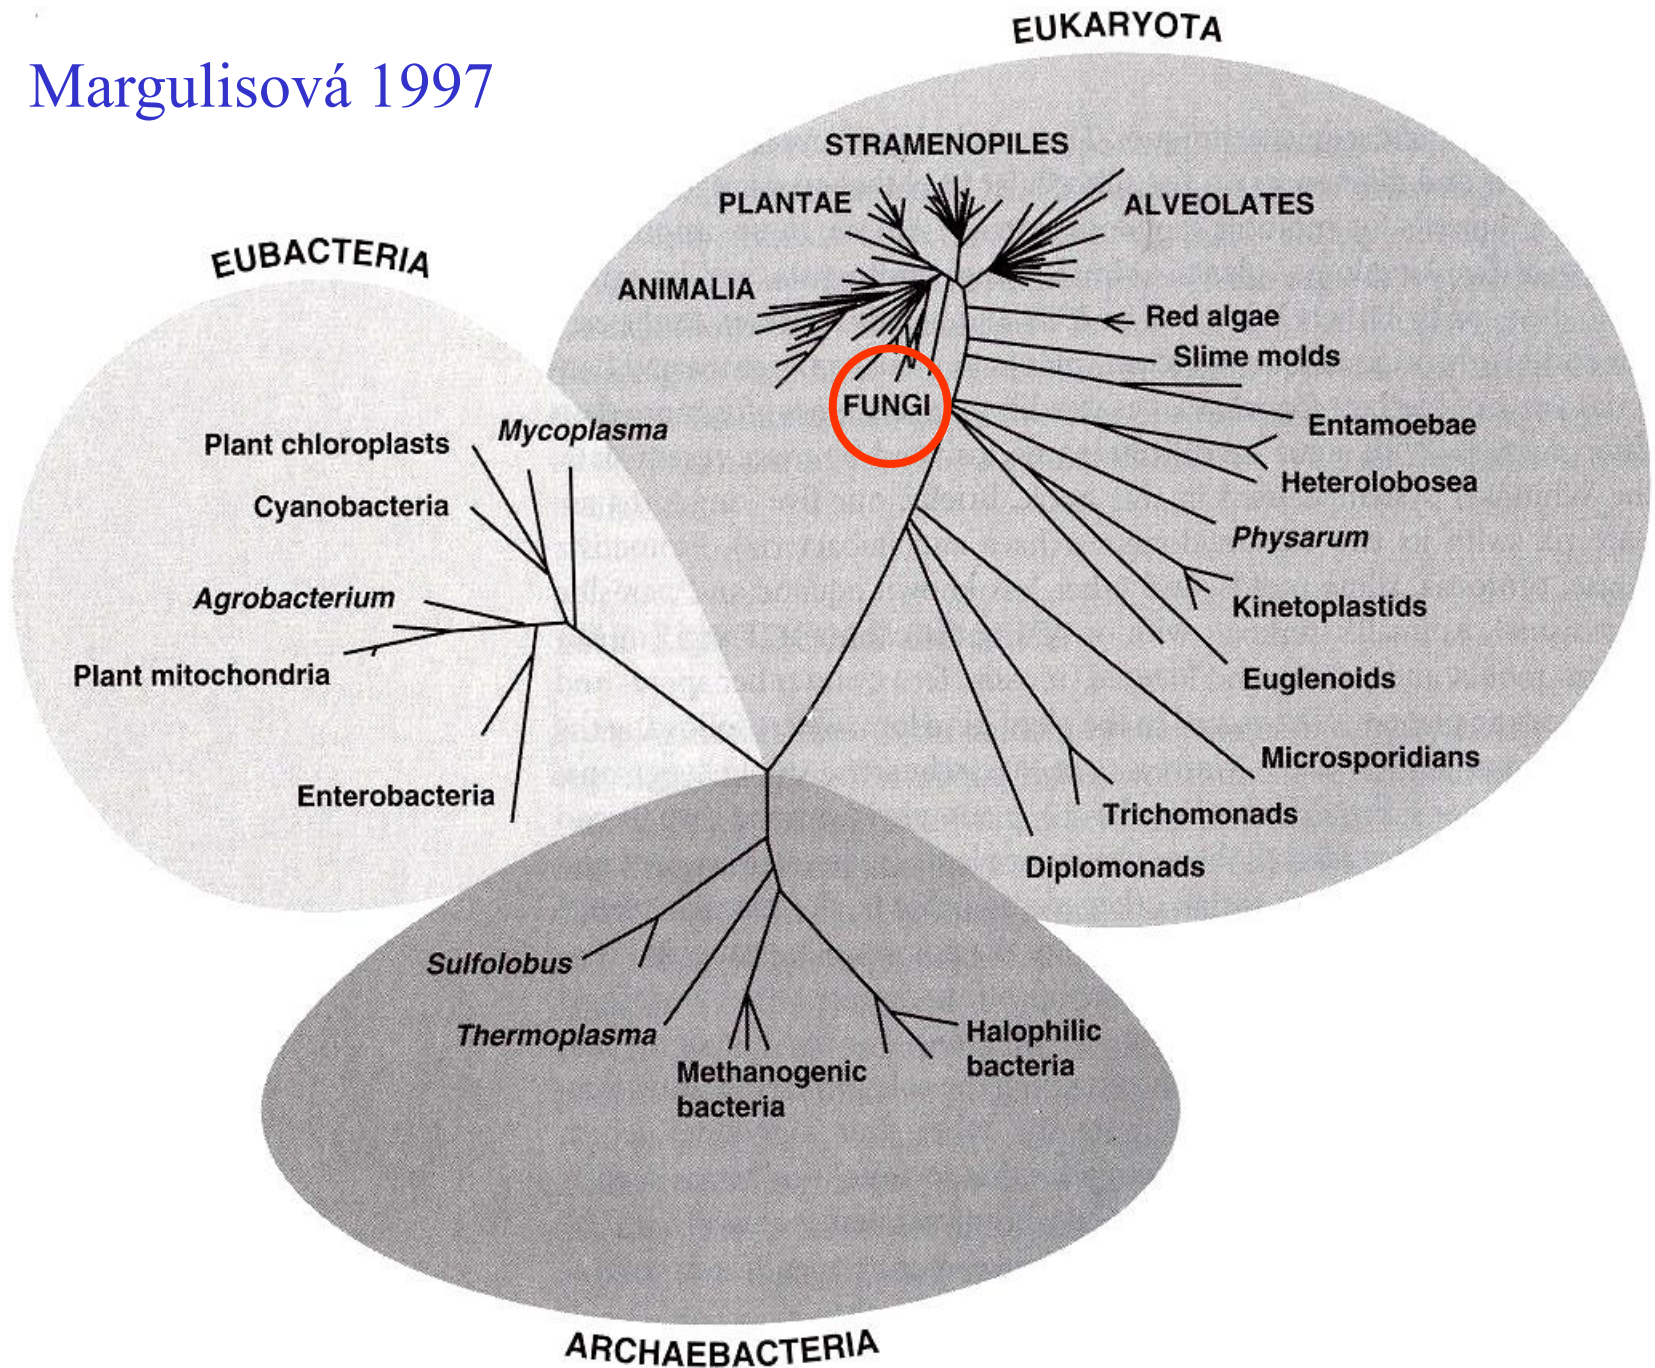 Margulisová 1997
EUKARYOTA
STRAMENOPILES
PLANTAE
ALVEOLATES
EUBACTERIA
ANIMALIA
Red algae
Slime molds
FUNGI
Entamoebae
Mycoplasma
Plant chloroplasts
Heterolobosea
Cyanobacteria
Physarum
Agrobacterium
Kinetoplastids
Plant mitochondria
Euglenoids
Microsporidians
Enterobacteria
Trichomonads
Diplomonads
Sulfolobus
Thermoplasma
Halophilic
bacteria
Methanogenic
bacteria
ARCHAEBACTERIA